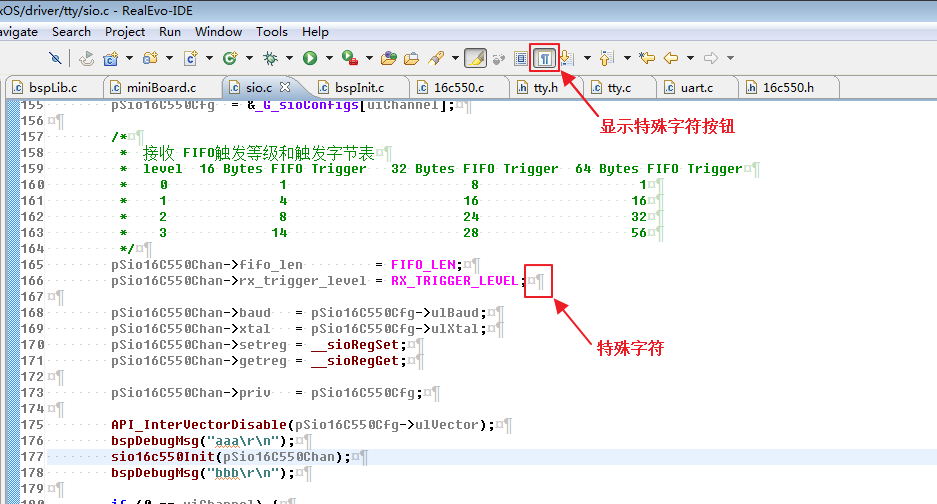 xOS/driver/tty/sio.c - RealEvo-IDE
avigate Search Project Run Window Tools Help
bspLib.c miniBoard.c sio.c bspInit.c 16c550.c tty.h tty.c uart.c 16c550.h
显示特殊字符按钮
155 pSio16C550Cfg = &_G_sioConfigs[uiChannel];¤¶
156 ¤¶
157 /*¤¶
158 * 接收 FIFO触发等级和触发字节表¤¶
159 * level 16 Bytes FIFO Trigger 32 Bytes FIFO Trigger 64 Bytes FIFO Trigger¤¶
160 * 0 1 8 1¤¶
161 * 1 4 16 16¤¶
162 * 2 8 24 32¤¶
163 * 3 14 28 56¤¶
164 */¤¶
165 pSio16C550Chan->fifo_len = FIFO_LEN;¤¶
166 pSio16C550Chan->rx_trigger_level = RX_TRIGGER_LEVEL;¤¶
167 ¤¶
168 pSio16C550Chan->baud = pSio16C550Cfg->ulBaud;¤¶
169 pSio16C550Chan->xtal = pSio16C550Cfg->ulXtal;¤¶
170 pSio16C550Chan->setreg = __sioRegSet;¤¶
特殊字符
171 pSio16C550Chan->getreg = __sioRegGet;¤¶
172 ¤¶
173 pSio16C550Chan->priv = pSio16C550Cfg;¤¶
174 ¤¶
175 API_InterVectorDisable(pSio16C550Cfg->ulVector);¤¶
176 bspDebugMsg("aaa\r\n");¤¶
177 sio16c550Init(pSio16C550Chan);¤¶
178 bspDebugMsg("bbb\r\n");¤¶
179 ¤¶
180 if (0 == uiChannel) {¤¶